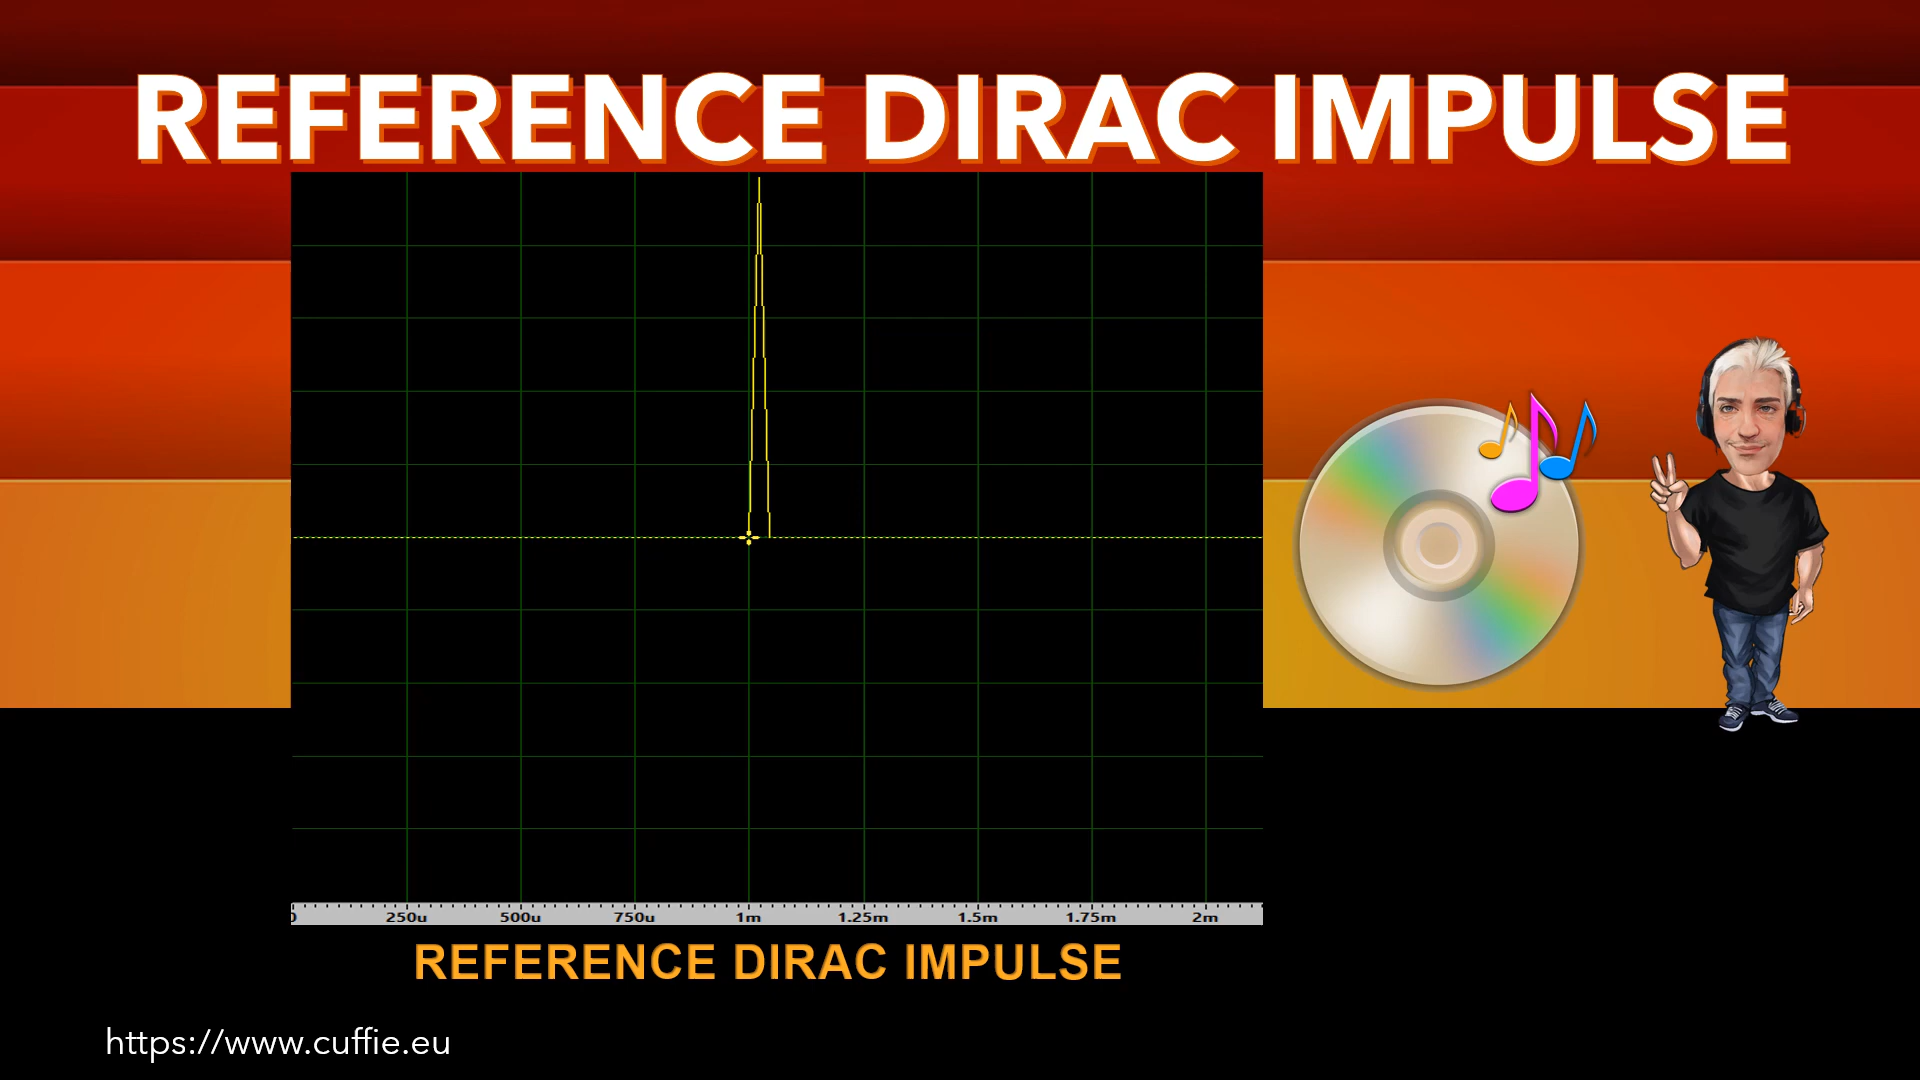 REFERENCE DIRAC IMPULSE
0 250u 500u 750u 1m 1.25m 1.5m 1.75m 2m
REFERENCE DIRAC IMPULSE
https://www.cuffie.eu